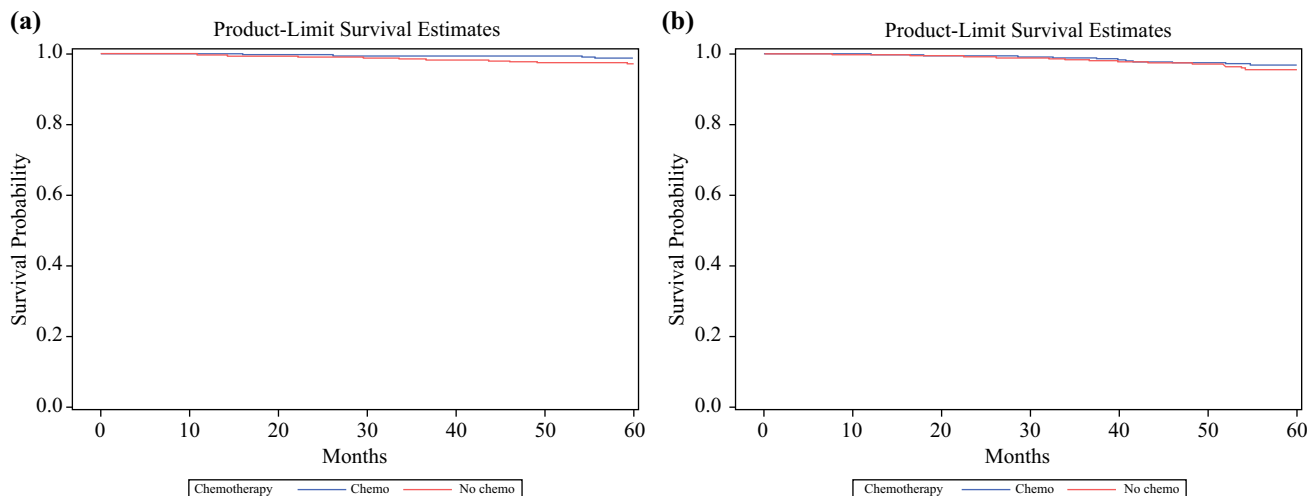 (a)
Product-Limit Survival Estimates
Survival Probability
1.0
0.8
0.6
0.4
0.2
0.0
0 10 20 30 40 50 60
Months
Chemotherapy Chemo No chemo
(b)
Product-Limit Survival Estimates
Survival Probability
1.0
0.8
0.6
0.4
0.2
0.0
0 10 20 30 40 50 60
Months
Chemotherapy Chemo No chemo